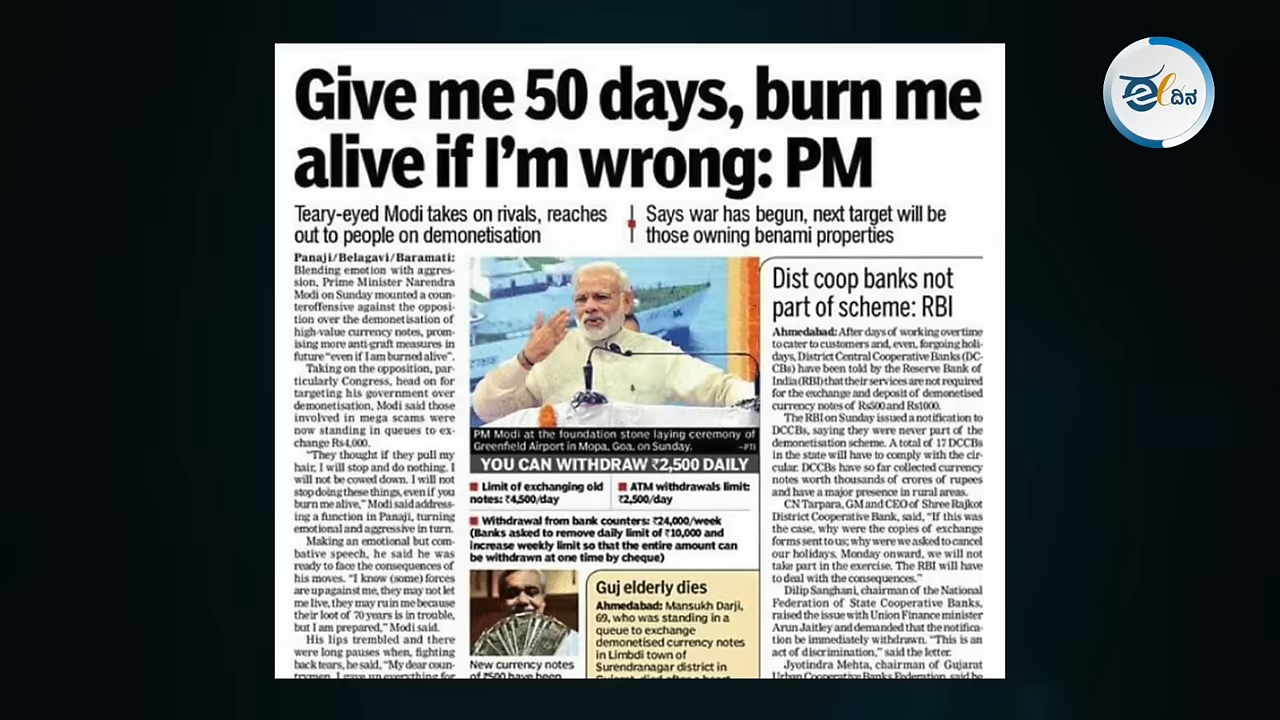 Give me 50 days, burn me
alive if I'm wrong: PM
Teary-eyed Modi takes on rivals, reaches
out to people on demonetisation
Says war has begun, next target will be
those owning benami properties
Panaji/Belagavi/Baramati:
Blending emotion with aggres-
sion, Prime Minister Narendra
Modi on Sunday mounted a coun-
teroffensive against the opposi-
tion over the demonetisation of
high-value currency notes, prom-
ising more anti-graft measures in
future "even if I am burned alive".
Taking on the opposition, par-
ticularly Congress, head on for
targeting his government over
demonetisation, Modi said those
involved in mega scams were
now standing in queues to ex-
change Rs4,000.
"They thought if they pull my
hair, I will stop and do nothing. I
will not be cowed down. I will not
stop doing these things, even if you
burn me alive," Modi said address-
ing a function in Panaji, turning
emotional and aggressive in turn.
Making an emotional but com-
bative speech, he said he was
ready to face the consequences of
his moves. "I know (some) forces
are up against me, they may not let
me live, they may ruin me because
their loot of 70 years is in trouble,
but I am prepared," Modi said.
His lips trembled and there
were long pauses when, fighting
back tears, he said, "My dear coun-
trymen, I gave up everything for
PM Modi at the foundation stone laying ceremony of
Greenfield Airport in Mopa, Goa, on Sunday. –PTI
YOU CAN WITHDRAW ₹2,500 DAILY
Limit of exchanging old
notes: ₹4,500/day
ATM withdrawals limit:
₹2,500/day
Withdrawal from bank counters: ₹24,000/week
(Banks asked to remove daily limit of ₹10,000 and
increase weekly limit so that the entire amount can
be withdrawn at one time by cheque)
New currency notes
of ₹500 have been
Guj elderly dies
Ahmedabad: Mansukh Darji,
69, who was standing in a
queue to exchange
demonetised currency notes
in Limbdi town of
Surendranagar district in
Gujarat, died after a heart
Dist coop banks not
part of scheme: RBI
Ahmedabad: After days of working overtime
to cater to customers and, even, forgoing holi-
days, District Central Cooperative Banks (DC-
CBs) have been told by the Reserve Bank of
India (RBI) that their services are not required
for the exchange and deposit of demonetised
currency notes of Rs500 and Rs1000.
The RBI on Sunday issued a notification to
DCCBs, saying they were never part of the
demonetisation scheme. A total of 17 DCCBs
in the state will have to comply with the cir-
cular. DCCBs have so far collected currency
notes worth thousands of crores of rupees
and have a major presence in rural areas.
CN Tarpara, GM and CEO of Shree Rajkot
District Cooperative Bank, said, "If this was
the case, why were the copies of exchange
forms sent to us; why were we asked to cancel
our holidays. Monday onward, we will not
take part in the exercise. The RBI will have
to deal with the consequences."
Dilip Sanghani, chairman of the National
Federation of State Cooperative Banks,
raised the issue with Union Finance minister
Arun Jaitley and demanded that the notifica-
tion be immediately withdrawn. "This is an
act of discrimination," said the letter.
Jyotindra Mehta, chairman of Gujarat
Urban Cooperative Banks Federation, said he
ದಿನ